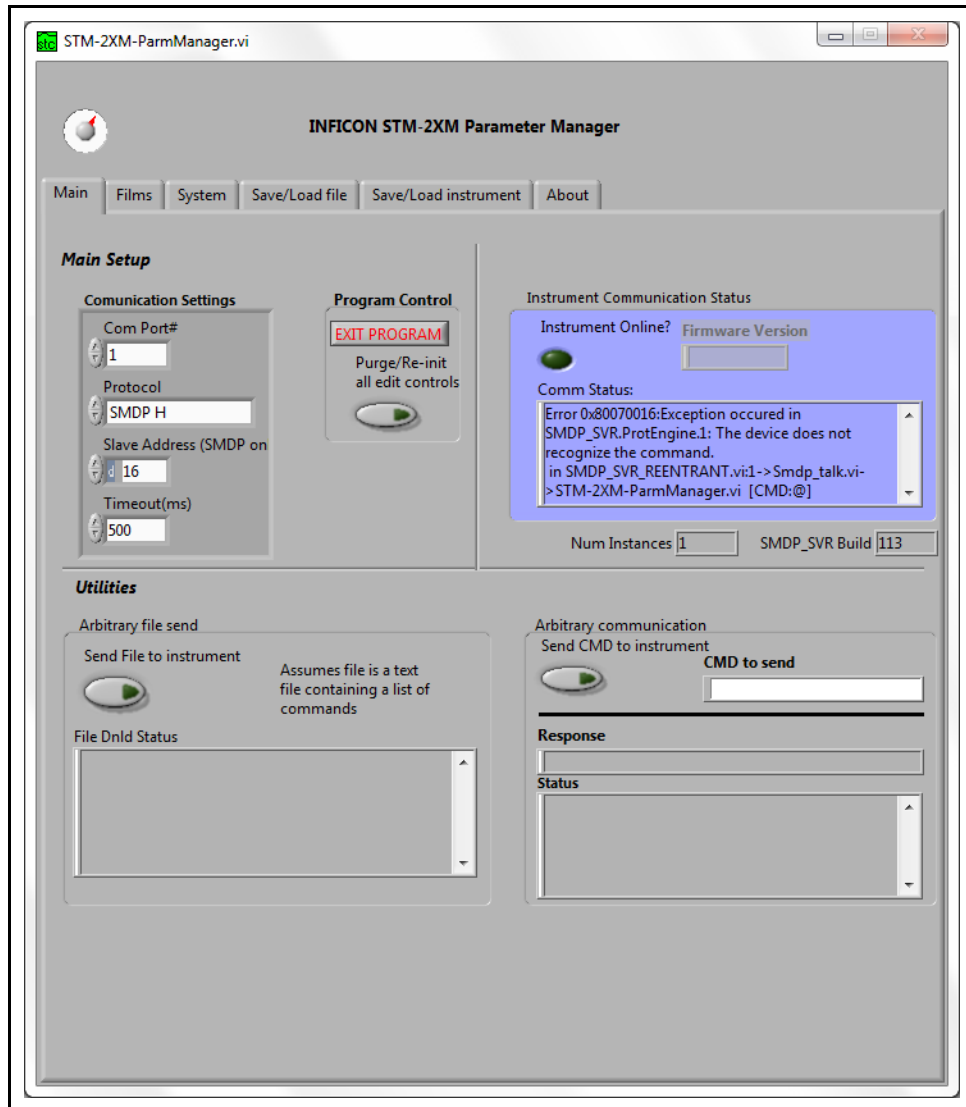 stc STM-2XM-ParmManager.vi
INFICON STM-2XM Parameter Manager
Main Films System Save/Load file Save/Load instrument About
Main Setup
Comunication Settings
Com Port#
1
Protocol
SMDP H
Slave Address (SMDP on
d 16
Timeout(ms)
500
Program Control
EXIT PROGRAM
Purge/Re-init
all edit controls
Instrument Communication Status
Instrument Online? Firmware Version
Comm Status:
Error 0x80070016:Exception occured in
SMDP_SVR.ProtEngine.1: The device does not
recognize the command.
in SMDP_SVR_REENTRANT.vi:1->Smdp_talk.vi-
>STM-2XM-ParmManager.vi [CMD:@]
Num Instances 1 SMDP_SVR Build 113
Utilities
Arbitrary file send
Send File to instrument
Assumes file is a text
file containing a list of
commands
File Dnld Status
Arbitrary communication
Send CMD to instrument
CMD to send
Response
Status